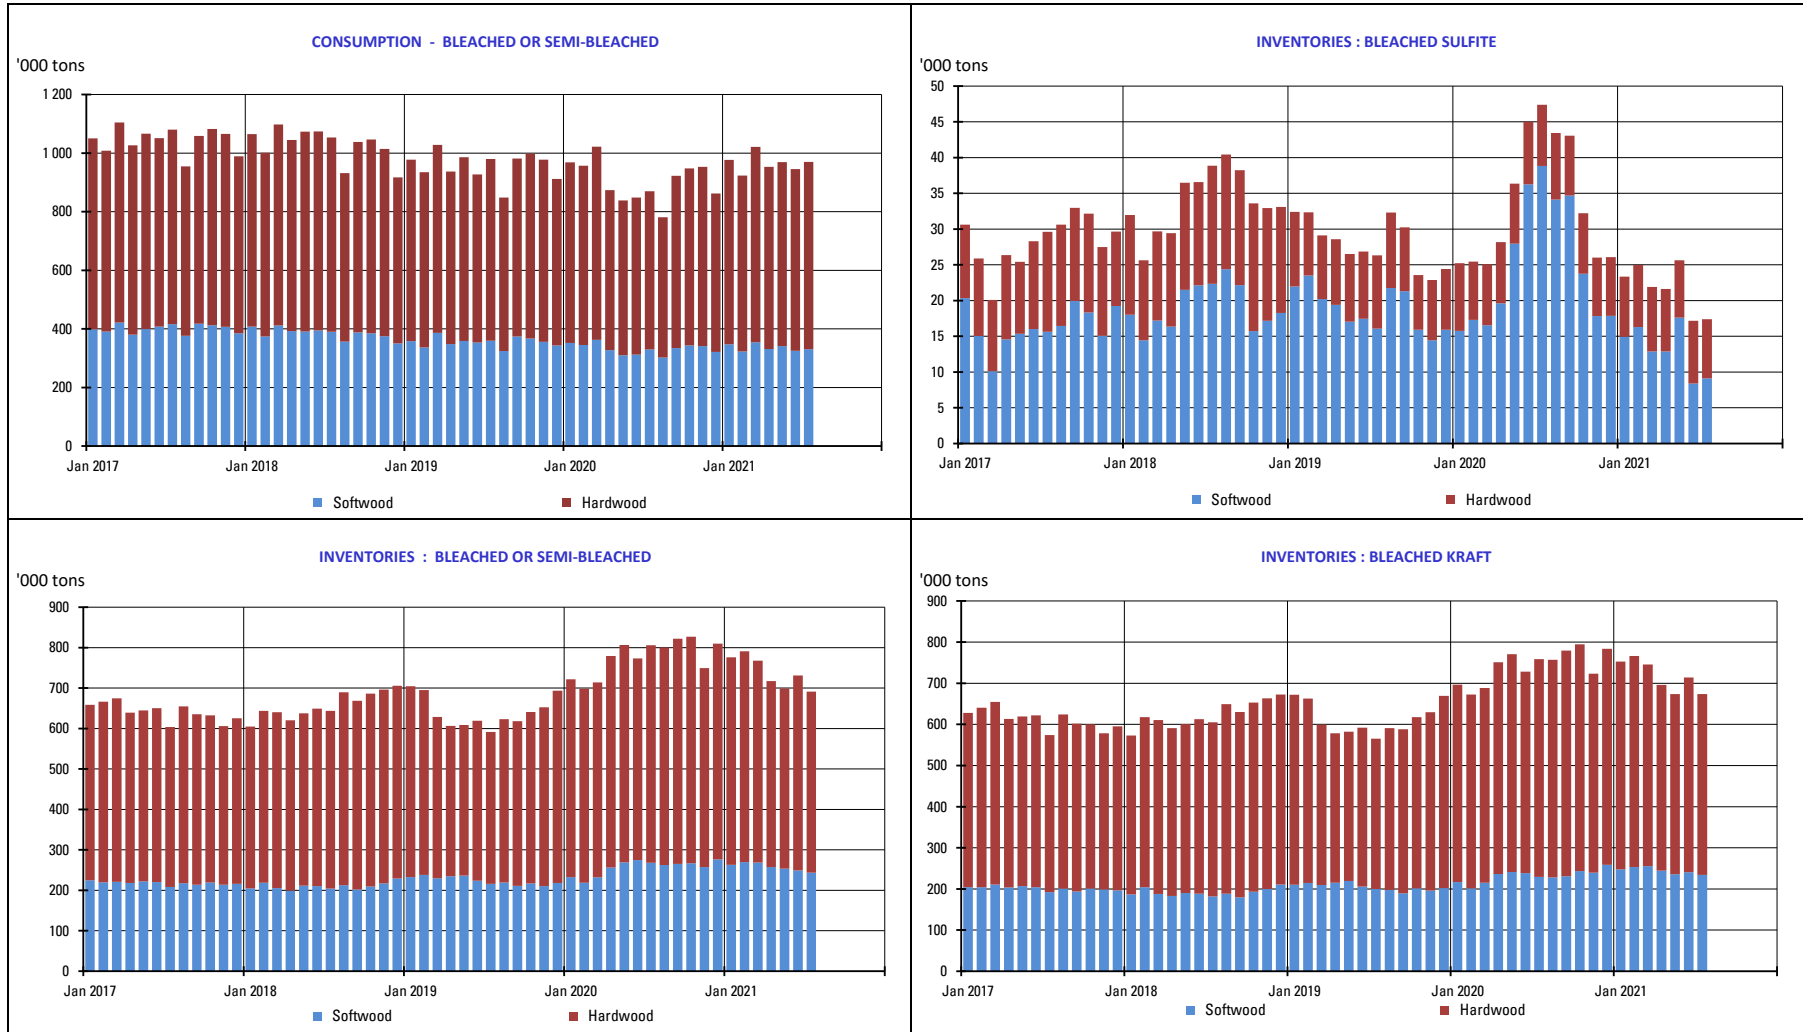 CONSUMPTION - BLEACHED OR SEMI-BLEACHED
'000 tons
1 200
1 000
800
600
400
200
0
Jan 2017 Jan 2018 Jan 2019 Jan 2020 Jan 2021
Softwood Hardwood
INVENTORIES : BLEACHED SULFITE
'000 tons
50
45
40
35
30
25
20
15
10
5
0
Jan 2017 Jan 2018 Jan 2019 Jan 2020 Jan 2021
Softwood Hardwood
INVENTORIES : BLEACHED OR SEMI-BLEACHED
'000 tons
900
800
700
600
500
400
300
200
100
0
Jan 2017 Jan 2018 Jan 2019 Jan 2020 Jan 2021
Softwood Hardwood
INVENTORIES : BLEACHED KRAFT
'000 tons
900
800
700
600
500
400
300
200
100
0
Jan 2017 Jan 2018 Jan 2019 Jan 2020 Jan 2021
Softwood Hardwood